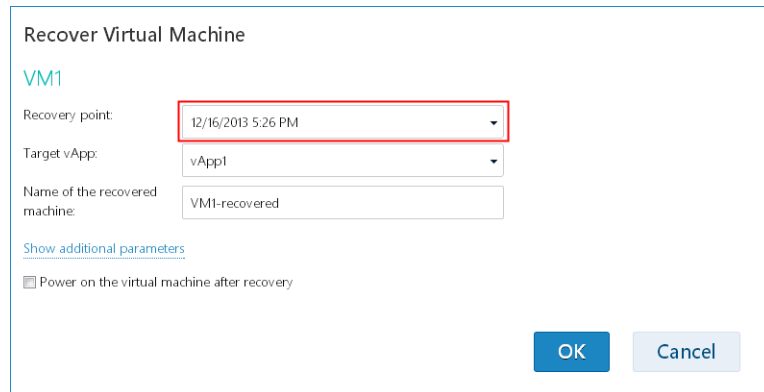 Recover Virtual Machine
VM1
Recovery point:
12/16/2013 5:26 PM
Target vApp:
vApp1
Name of the recovered
machine:
VM1-recovered
Show additional parameters
Power on the virtual machine after recovery
OK
Cancel